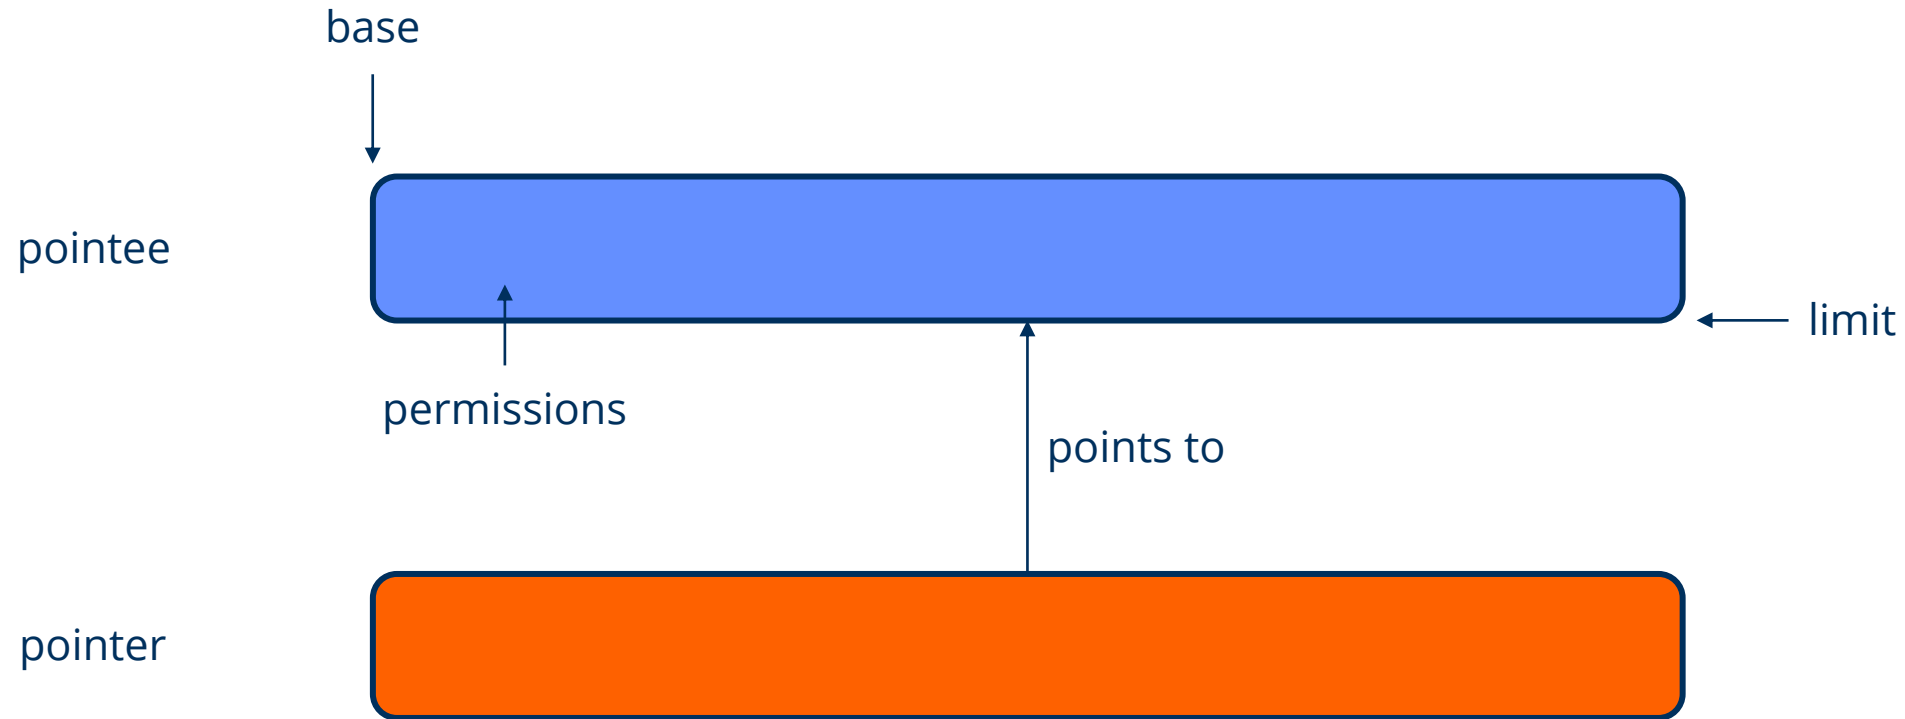 base
pointee
limit
permissions
points to
pointer